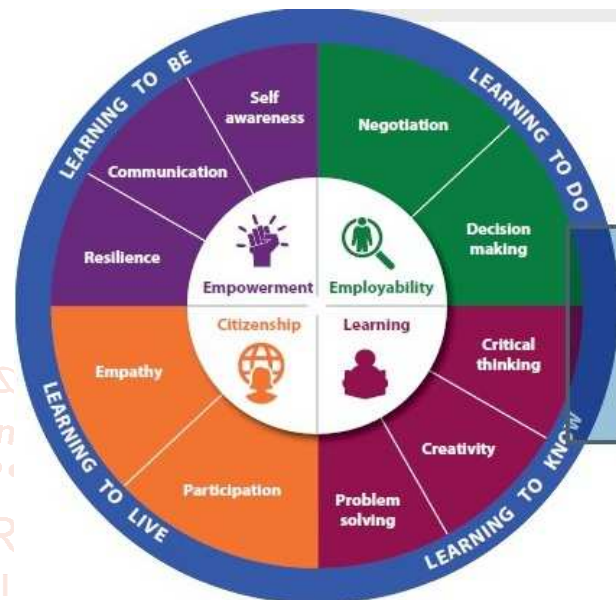 LEARNING TO BE
LEARNING TO DO
Self
awareness
Negotiation
Communication
Decision
making
Resilience
Empowerment
Employability
Citizenship
Learning
Empathy
Critical
thinking
Creativity
Participation
Problem
solving
LEARNING TO LIVE
LEARNING TO KNOW